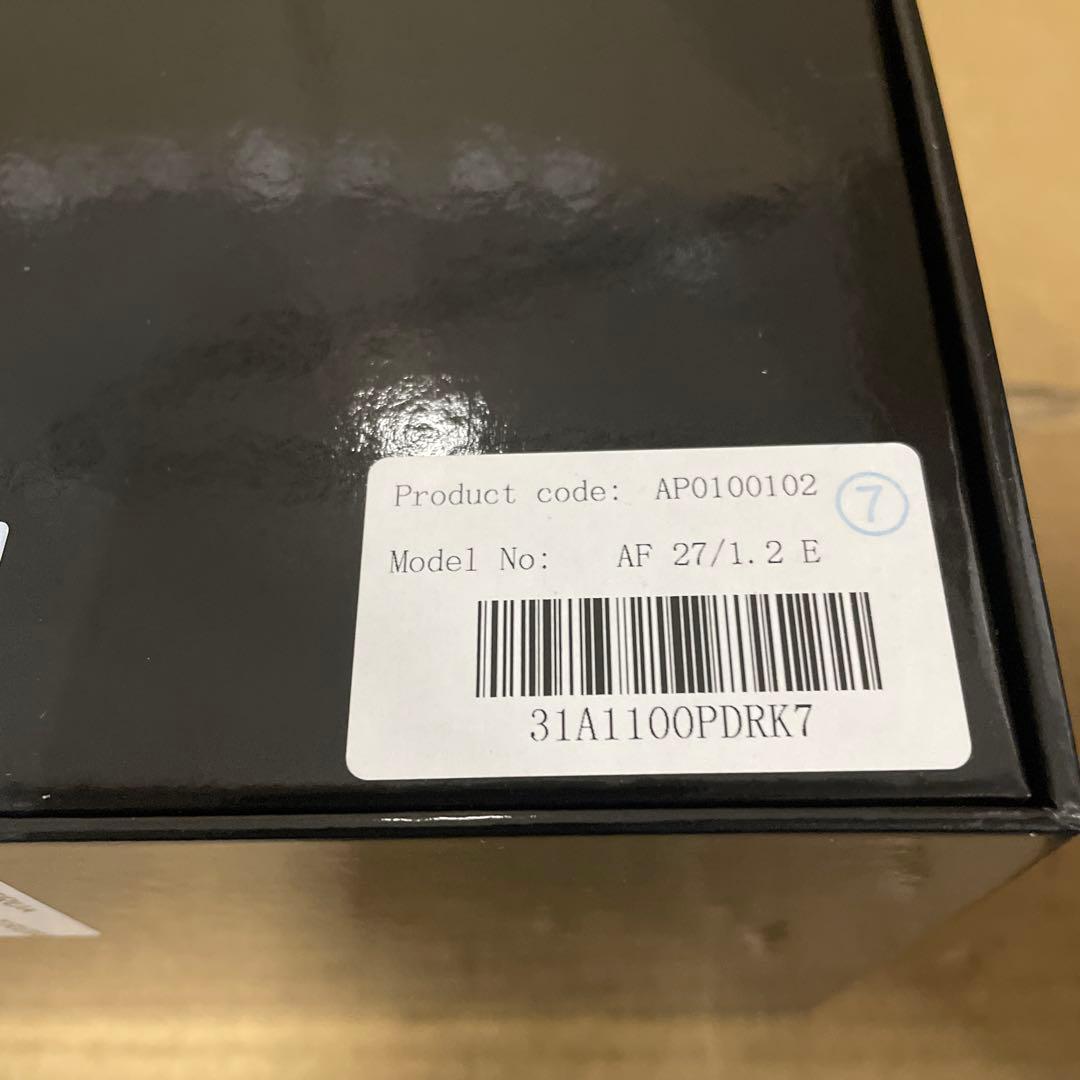 Product code: AP0100102 7
Model No: AF 27/1.2 E
31A1100PDRK7